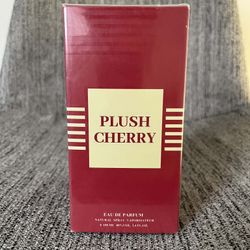 PLUSH
CHERRY
EAU DE PARFUM
NATURAL SPRAY VAPORISATEUR